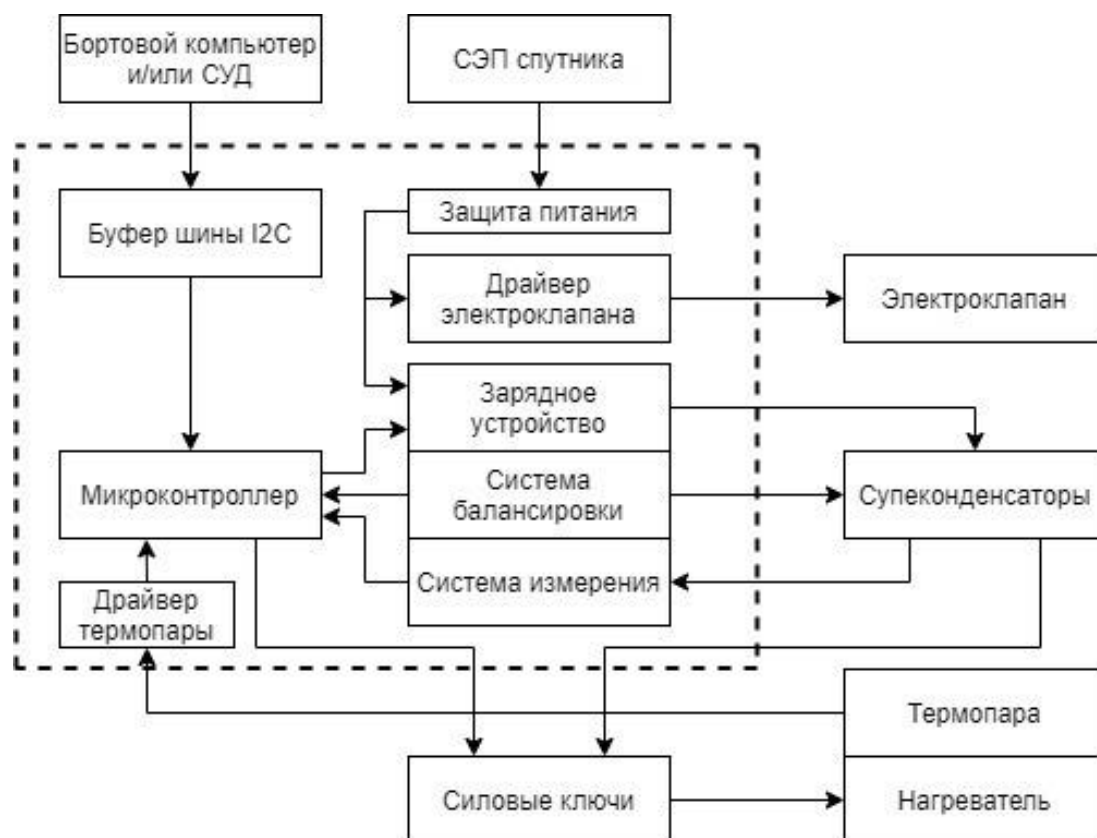 Бортовой компьютер
и/или СУД
СЭП спутника
Буфер шины I2C
Защита питания
Драйвер
электроклапана
Электроклапан
Зарядное
устройство
Микроконтроллер
Система
балансировки
Супеконденсаторы
Система измерения
Драйвер
термопары
Термопара
Силовые ключи
Нагреватель